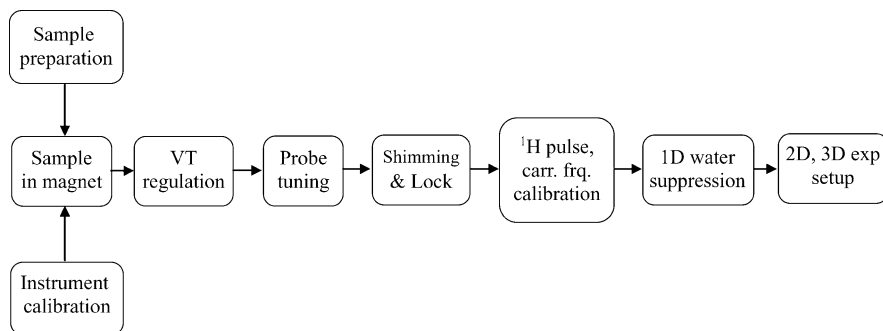 Sample
preparation
Sample
in magnet
VT
regulation
Probe
tuning
Shimming
& Lock
¹H pulse,
carr. frq.
calibration
1D water
suppression
2D, 3D exp
setup
Instrument
calibration